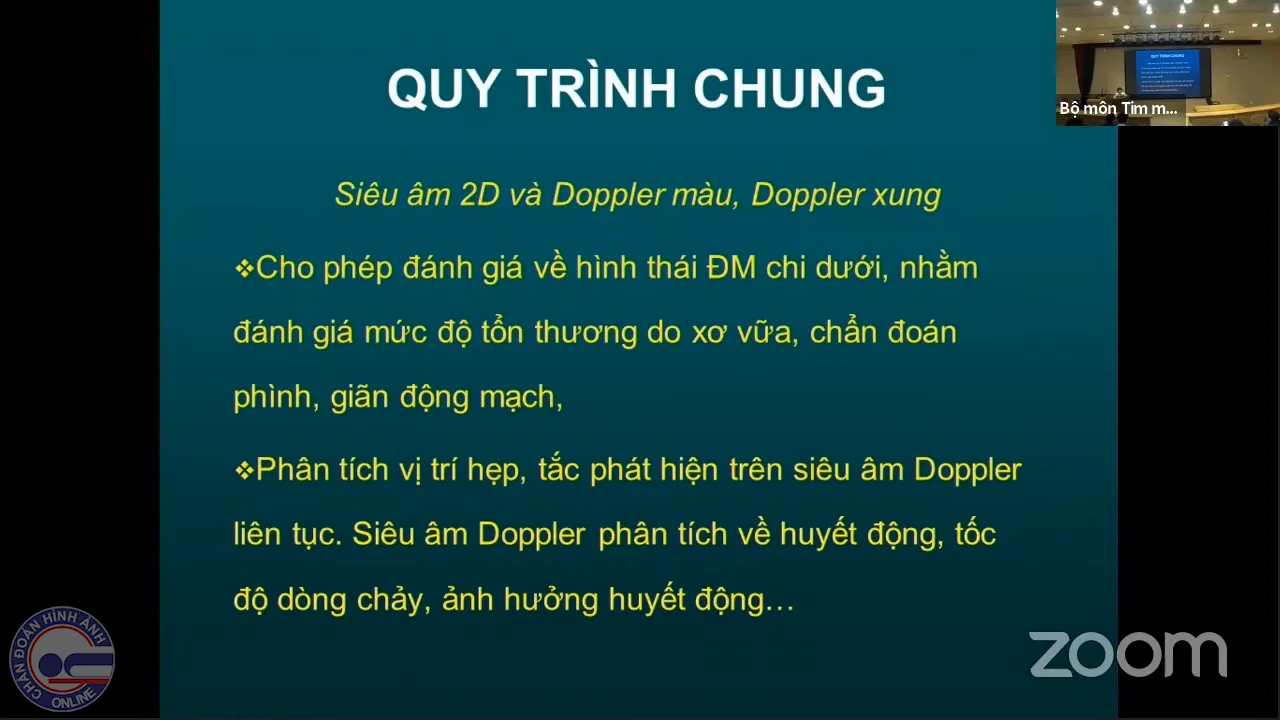 QUY TRÌNH CHUNG
Bộ môn Tim m...
Siêu âm 2D và Doppler màu, Doppler xung
❖Cho phép đánh giá về hình thái ĐM chi dưới, nhằm
đánh giá mức độ tổn thương do xơ vữa, chẩn đoán
phình, giãn động mạch,
❖Phân tích vị trí hẹp, tắc phát hiện trên siêu âm Doppler
liên tục. Siêu âm Doppler phân tích về huyết động, tốc
độ dòng chảy, ảnh hưởng huyết động…
CHẨN ĐOÁN HÌNH ẢNH
ONLINE
zoom
QUY TRÌNH CHUNG